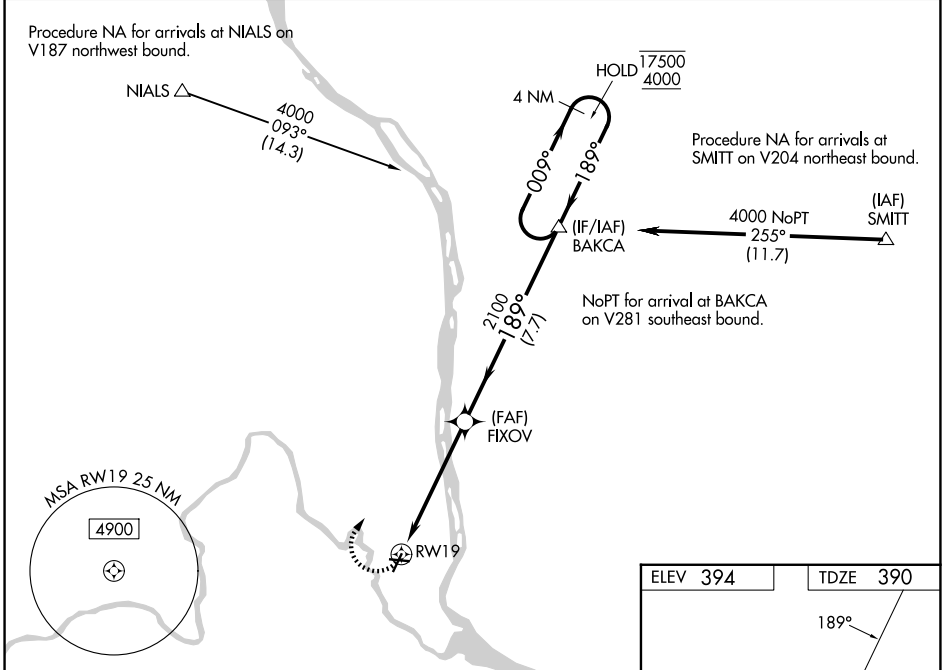 Procedure NA for arrivals at NIALS on
V187 northwest bound.
NIALS
4000
093°
(14.3)
HOLD
17500
4000
4 NM
009°
189°
Procedure NA for arrivals at
SMITT on V204 northeast bound.
(IAF)
SMITT
4000 NoPT
255°
(11.7)
(IF/IAF)
BAKCA
NoPT for arrival at BAKCA
on V281 southeast bound.
2100
189°
(7.7)
(FAF)
FIXOV
RW19
MSA RW19 25 NM
4900
ELEV 394
TDZE 390
189°